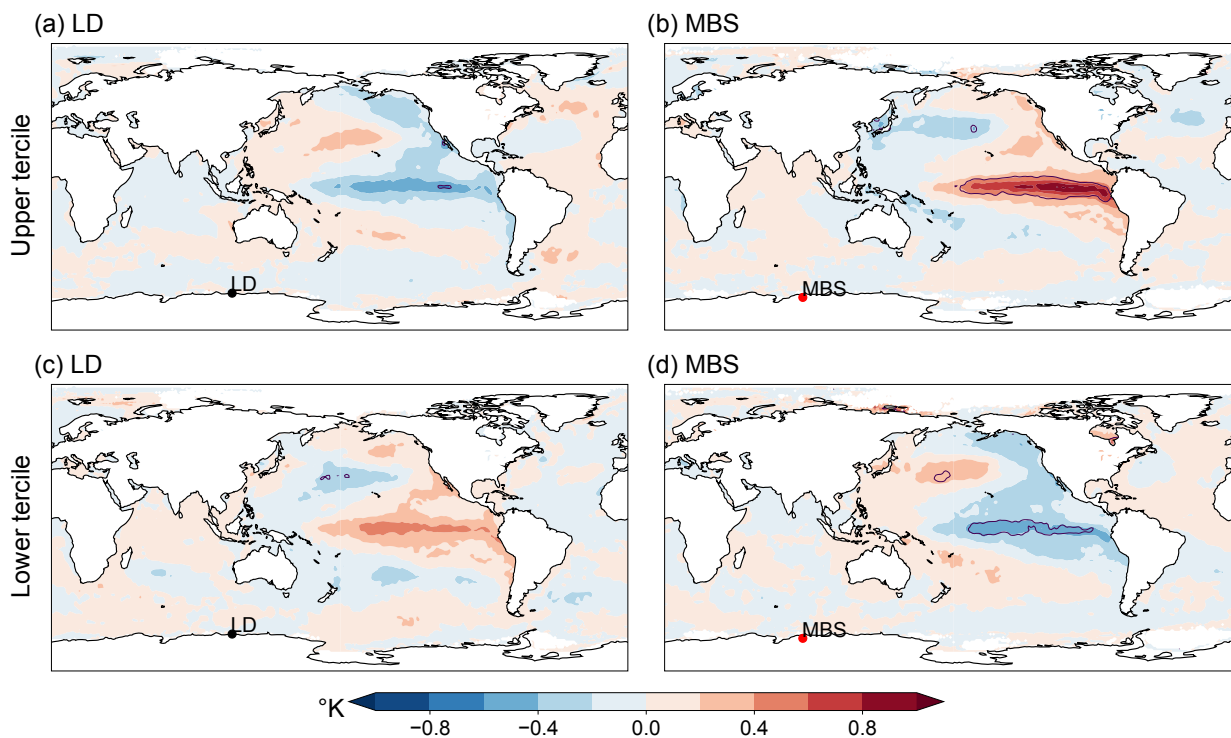 (a) LD
(b) MBS
Upper tercile
LD
MBS
(c) LD
(d) MBS
Lower tercile
LD
MBS
°K
−0.8
−0.4
0.0
0.4
0.8